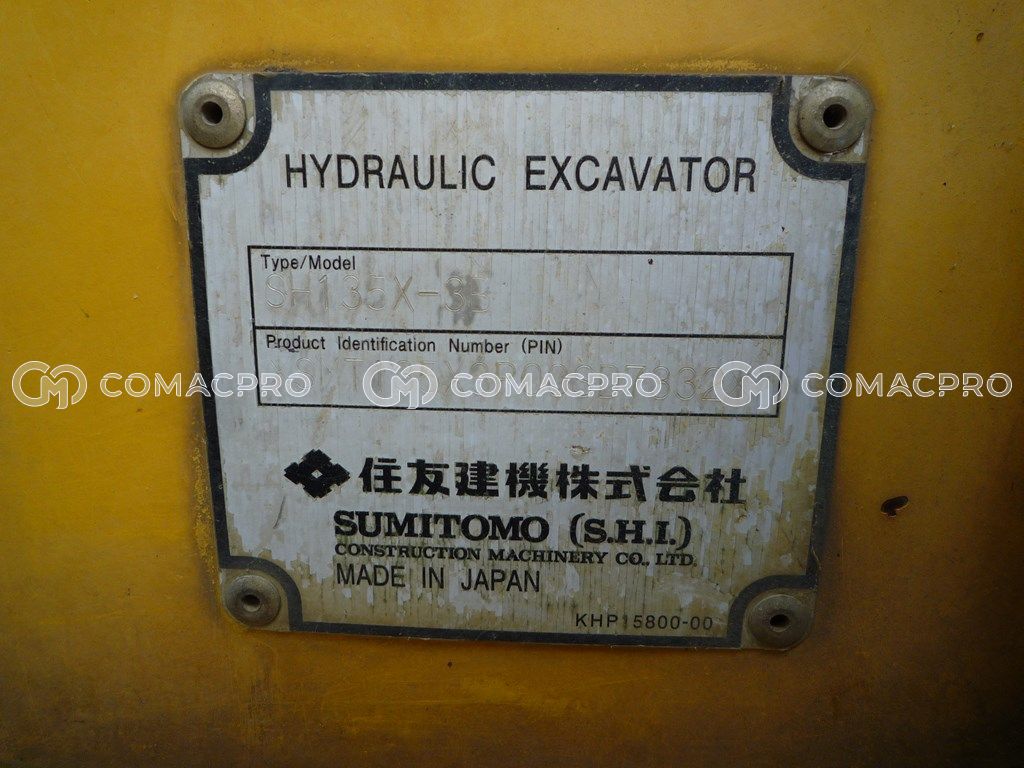 HYDRAULIC EXCAVATOR
Type/Model
SH135X-3B
Product Identification Number (PIN)
COMACPRO COMACPRO COMACPRO
住友建機株式会社
SUMITOMO (S.H.I.)
CONSTRUCTION MACHINERY CO., LTD.
MADE IN JAPAN
KHP15800-00